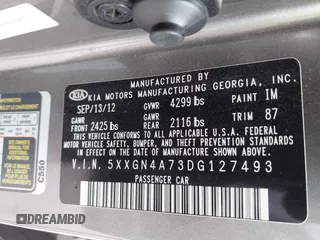 MANUFACTURED BY
KIA KIA MOTORS MANUFACTURING GEORGIA, INC.
SEP/13/12 GVWR 4299 lbs PAINT IM
GAWR FRONT 2425 lbs GAWR REAR 2116 lbs TRIM 87
THIS VEHICLE CONFORMS TO ALL APPLICABLE U.S.A. FEDERAL
MOTOR VEHICLE SAFETY, BUMPER, AND THEFT
PREVENTION STANDARDS IN EFFECT ON THE DATE OF
MANUFACTURE SHOWN ABOVE.
V.I.N. 5XXGN4A73DG127493
PASSENGER CAR
C550
DREAMBID